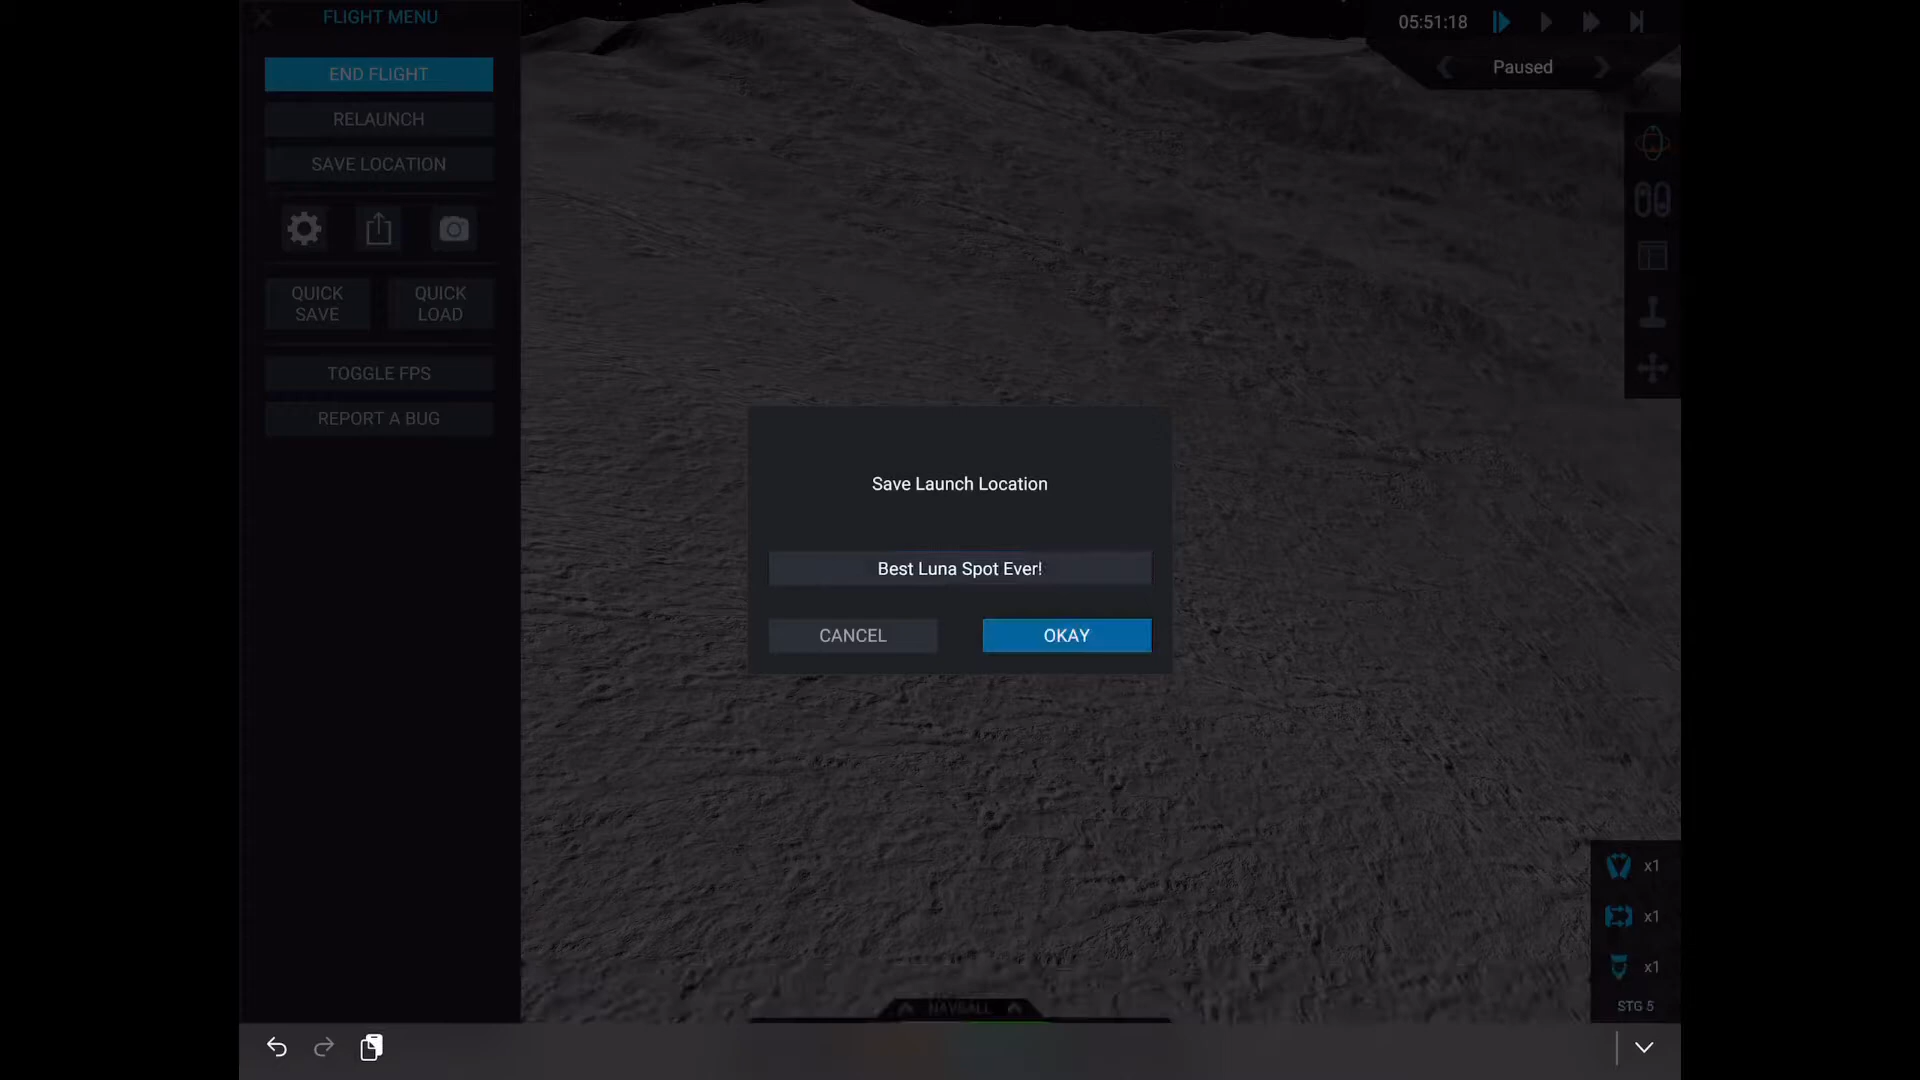 FLIGHT MENU
END FLIGHT
RELAUNCH
SAVE LOCATION
QUICK
SAVE
QUICK
LOAD
TOGGLE FPS
REPORT A BUG
05:51:18
Paused
Save Launch Location
Best Luna Spot Ever!
CANCEL
OKAY
x1
x1
x1
STG 5
NAVBALL